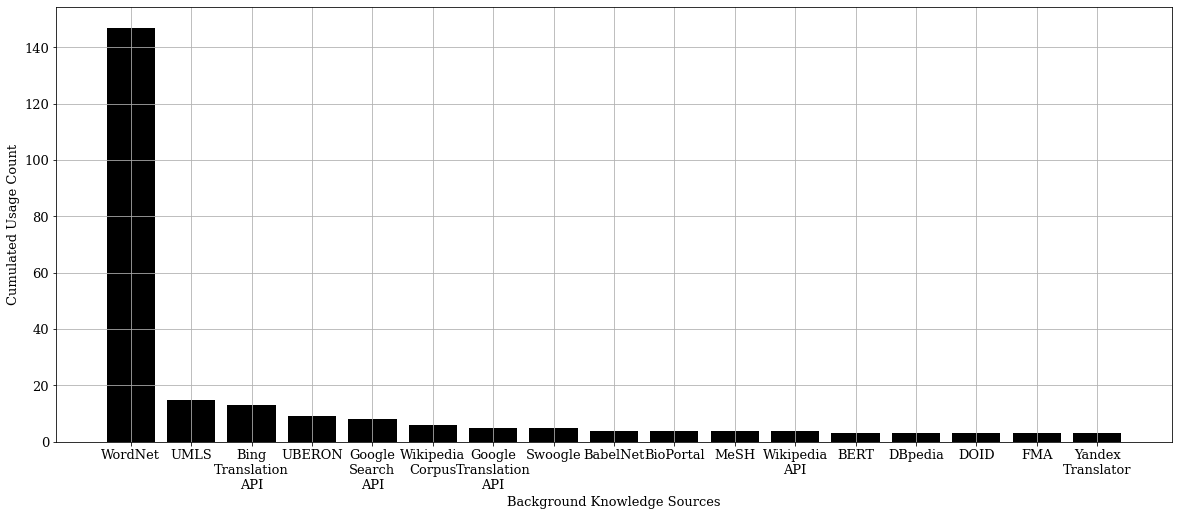 Cumulated Usage Count
140
120
100
80
60
40
20
0
WordNet
UMLS
Bing
Translation
API
UBERON
Google
Search
API
Wikipedia
Corpus
Google
Translation
API
Swoogle
BabelNet
BioPortal
MeSH
Wikipedia
API
BERT
DBpedia
DOID
FMA
Yandex
Translator
Background Knowledge Sources